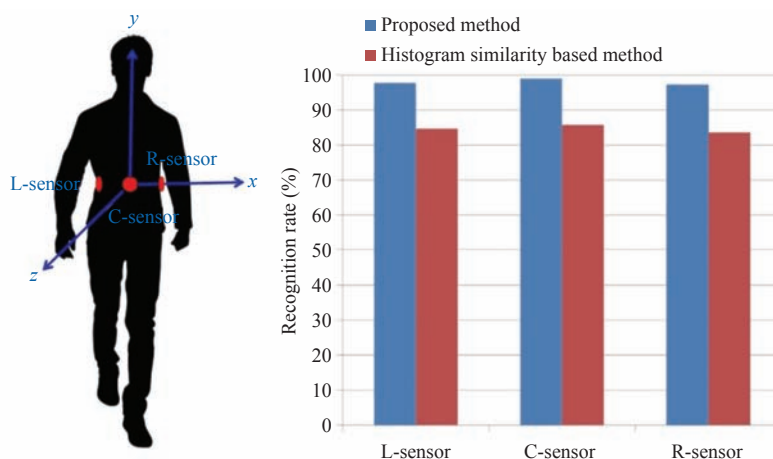 y
R-sensor
L-sensor
x
C-sensor
z
Proposed method
Histogram similarity based method
Recognition rate (%)
100
90
80
70
60
50
40
30
20
10
0
L-sensor
C-sensor
R-sensor